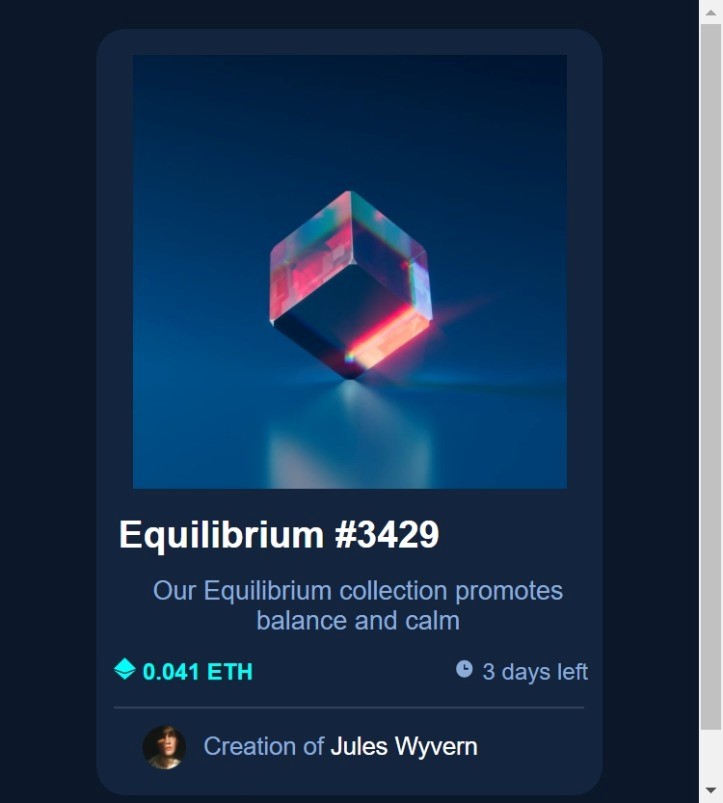 Equilibrium #3429
Our Equilibrium collection promotes
balance and calm
0.041 ETH
3 days left
Creation of Jules Wyvern